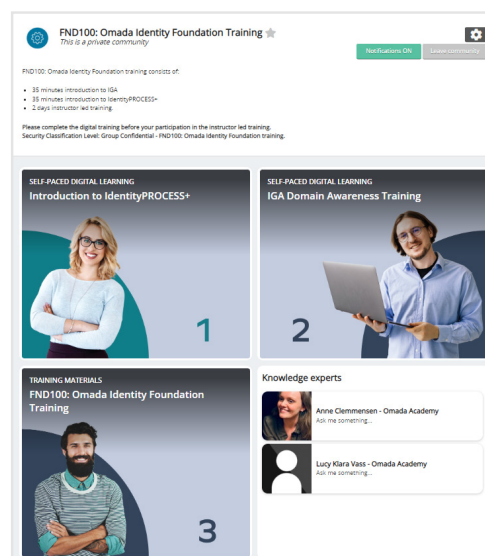 FND100: Omada Identity Foundation Training
This is a private community
Notifications ON
Leave community
FND100: Omada Identity Foundation training consists of:
35 minutes introduction to IGA
35 minutes introduction to IdentityPROCESS+
2 days instructor led training.
Please complete the digital training before your participation in the instructor led training.
Security Classification Level: Group Confidential - FND100: Omada Identity Foundation training.
SELF-PACED DIGITAL LEARNING
Introduction to IdentityPROCESS+
1
SELF-PACED DIGITAL LEARNING
IGA Domain Awareness Training
2
TRAINING MATERIALS
FND100: Omada Identity Foundation
Training
3
Knowledge experts
Anne Clemmensen - Omada Academy
Ask me something...
Lucy Klara Vass - Omada Academy
Ask me something...